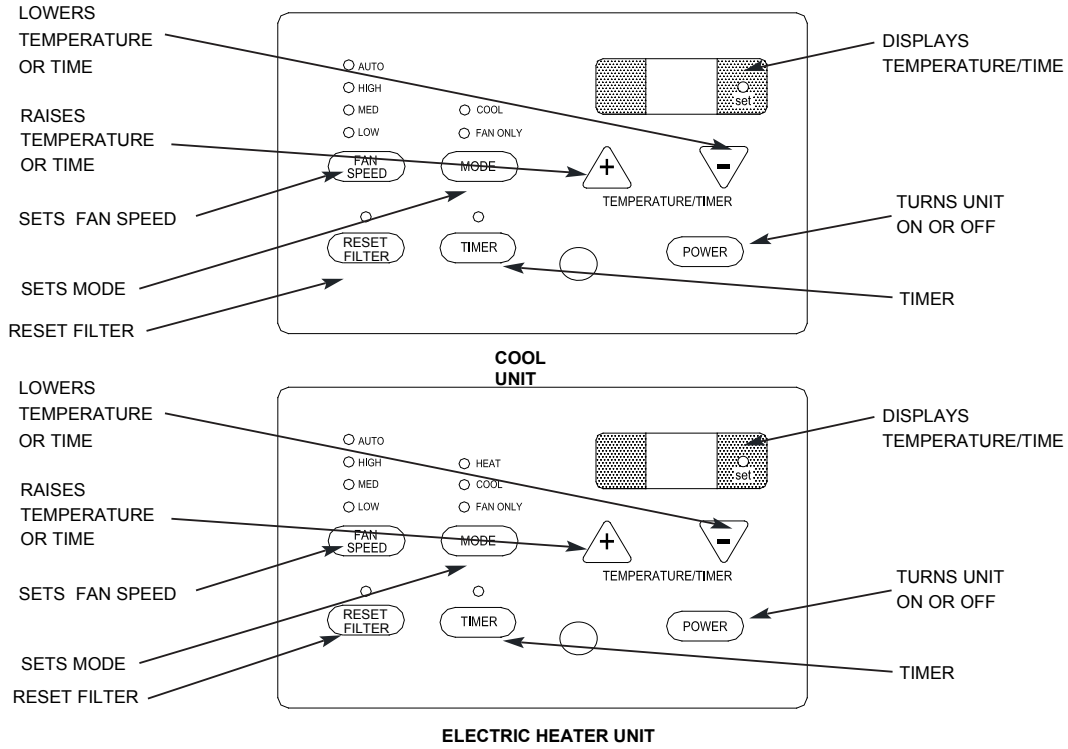 LOWERS
TEMPERATURE
OR TIME
RAISES
TEMPERATURE
OR TIME
SETS FAN SPEED
SETS MODE
RESET FILTER
AUTO
HIGH
MED
LOW
FAN
SPEED
COOL
FAN ONLY
MODE
RESET
FILTER
TIMER
set
+
-
TEMPERATURE/TIMER
POWER
DISPLAYS
TEMPERATURE/TIME
TURNS UNIT
ON OR OFF
TIMER
COOL
UNIT
LOWERS
TEMPERATURE
OR TIME
RAISES
TEMPERATURE
OR TIME
SETS FAN SPEED
SETS MODE
RESET FILTER
AUTO
HIGH
MED
LOW
FAN
SPEED
HEAT
COOL
FAN ONLY
MODE
RESET
FILTER
TIMER
set
+
-
TEMPERATURE/TIMER
POWER
DISPLAYS
TEMPERATURE/TIME
TURNS UNIT
ON OR OFF
TIMER
ELECTRIC HEATER UNIT